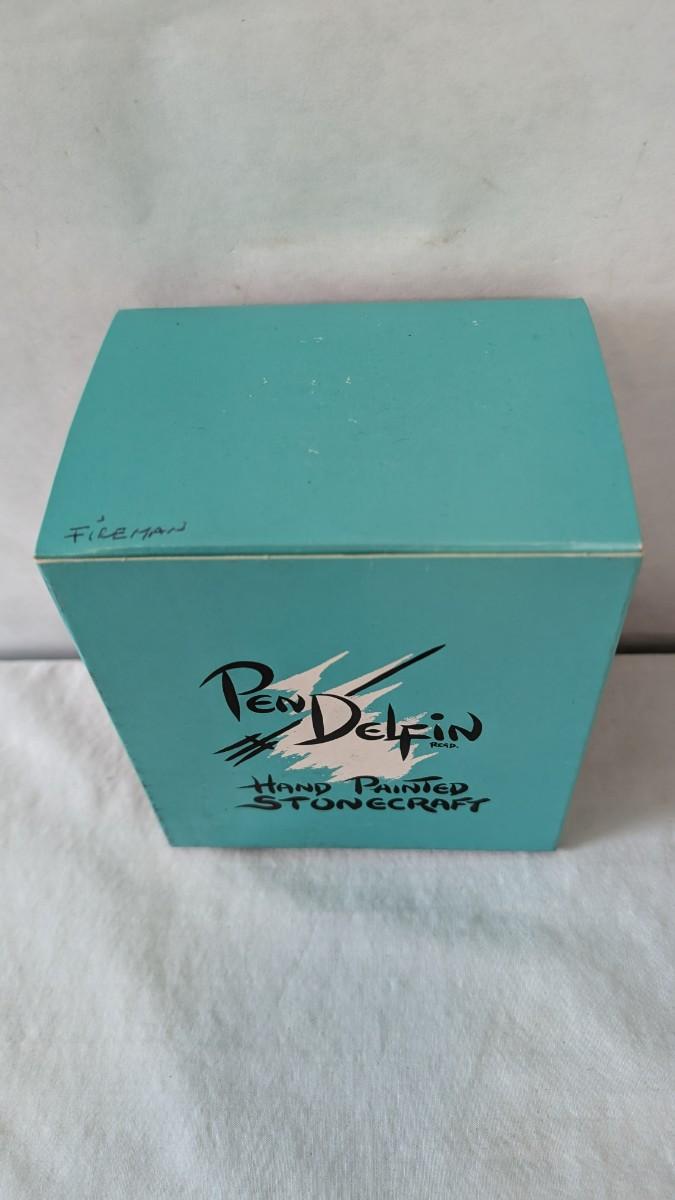 FIREMAN
PenDelfin
REGD.
Hand Painted
Stonecraft